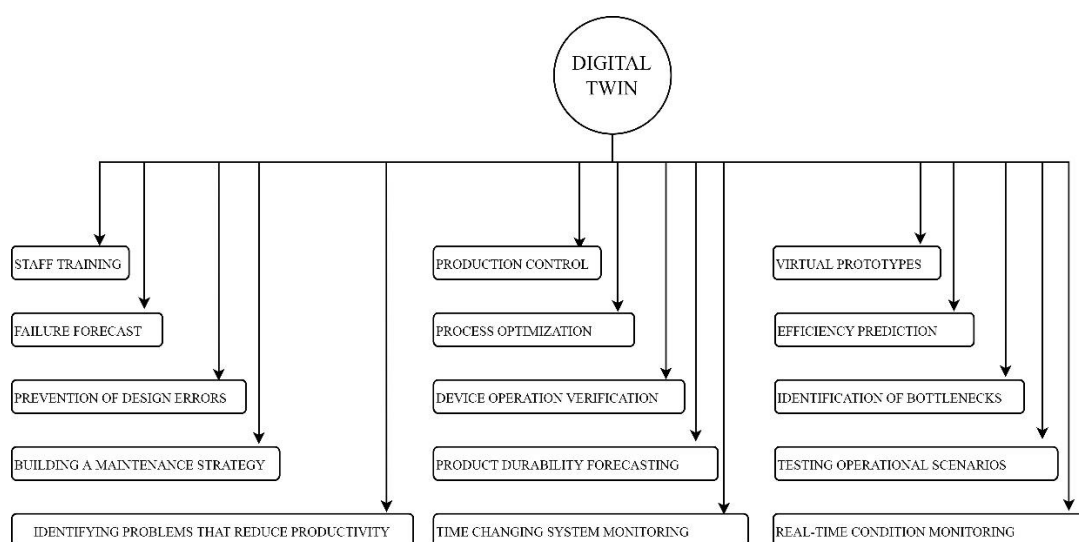 DIGITAL
TWIN
STAFF TRAINING
PRODUCTION CONTROL
VIRTUAL PROTOTYPES
FAILURE FORECAST
PROCESS OPTIMIZATION
EFFICIENCY PREDICTION
PREVENTION OF DESIGN ERRORS
DEVICE OPERATION VERIFICATION
IDENTIFICATION OF BOTTLENECKS
BUILDING A MAINTENANCE STRATEGY
PRODUCT DURABILITY FORECASTING
TESTING OPERATIONAL SCENARIOS
IDENTIFYING PROBLEMS THAT REDUCE PRODUCTIVITY
TIME CHANGING SYSTEM MONITORING
REAL-TIME CONDITION MONITORING